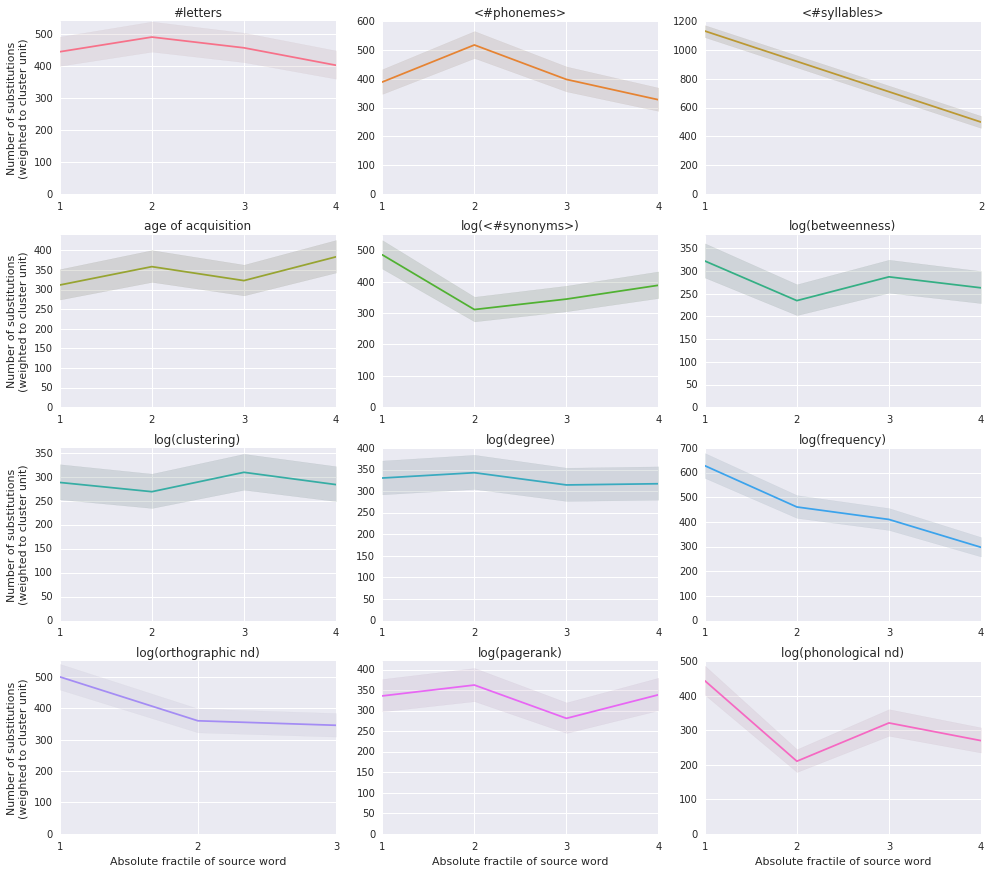 #letters
<#phonemes>
<#syllables>
Number of substitutions
(weighted to cluster unit)
500
400
300
200
100
0
1 2 3 4
600
500
400
300
200
100
0
1 2 3 4
1200
1000
800
600
400
200
0
1 2
age of acquisition
log(<#synonyms>)
log(betweenness)
Number of substitutions
(weighted to cluster unit)
400
350
300
250
200
150
100
50
0
1 2 3 4
500
400
300
200
100
0
1 2 3 4
350
300
250
200
150
100
50
0
1 2 3 4
log(clustering)
log(degree)
log(frequency)
Number of substitutions
(weighted to cluster unit)
350
300
250
200
150
100
50
0
1 2 3 4
400
350
300
250
200
150
100
50
0
1 2 3 4
700
600
500
400
300
200
100
0
1 2 3 4
log(orthographic nd)
log(pagerank)
log(phonological nd)
Number of substitutions
(weighted to cluster unit)
500
400
300
200
100
0
1 2 3
400
350
300
250
200
150
100
50
0
1 2 3 4
500
400
300
200
100
0
1 2 3 4
Absolute fractile of source word
Absolute fractile of source word
Absolute fractile of source word